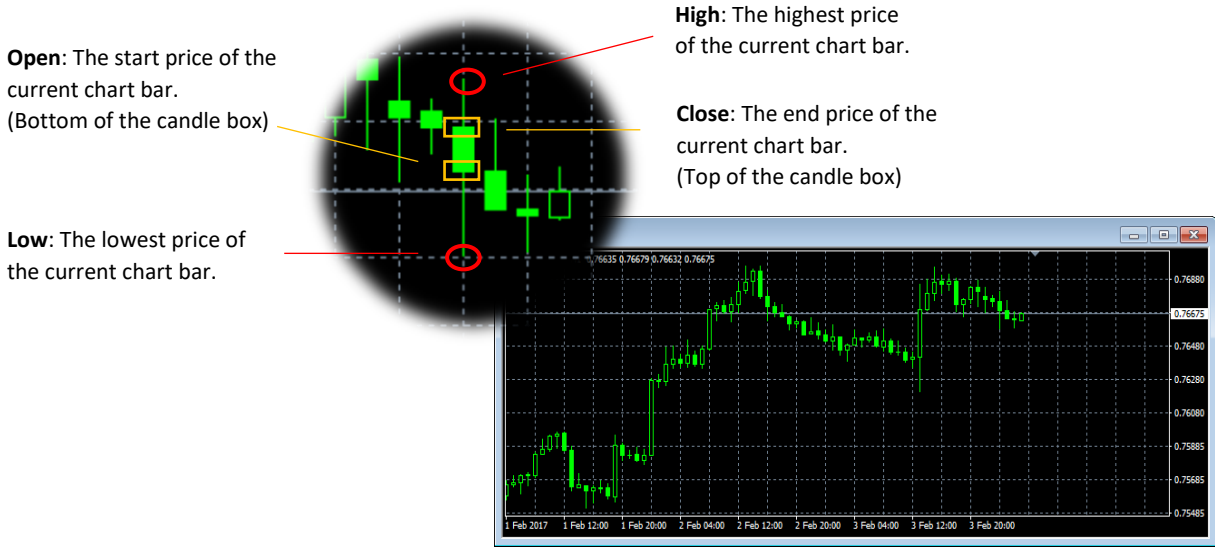 High: The highest price
of the current chart bar.
Open: The start price of the
current chart bar.
(Bottom of the candle box)
Close: The end price of the
current chart bar.
(Top of the candle box)
Low: The lowest price of
the current chart bar.
0.76679 0.76632 0.76675
0.76880
0.76675
0.76480
0.76280
0.76080
0.75885
0.75685
0.75485
1 Feb 2017 1 Feb 12:00 1 Feb 20:00 2 Feb 04:00 2 Feb 12:00 2 Feb 20:00 3 Feb 04:00 3 Feb 12:00 3 Feb 20:00